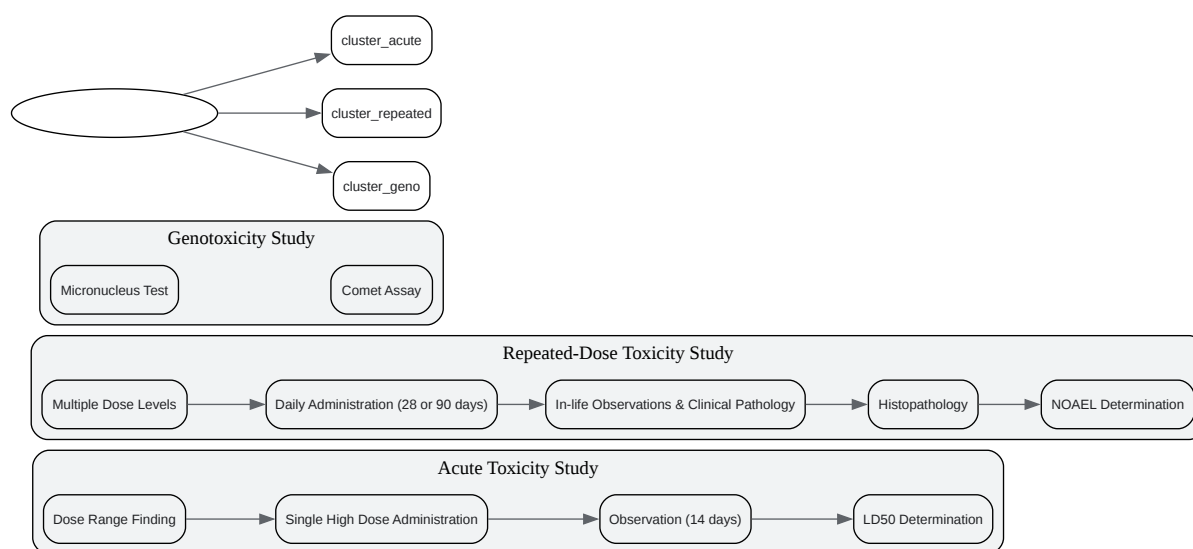 cluster_acute
cluster_repeated
cluster_geno
Genotoxicity Study
Micronucleus Test
Comet Assay
Repeated-Dose Toxicity Study
Multiple Dose Levels
Daily Administration (28 or 90 days)
In-life Observations & Clinical Pathology
Histopathology
NOAEL Determination
Acute Toxicity Study
Dose Range Finding
Single High Dose Administration
Observation (14 days)
LD50 Determination